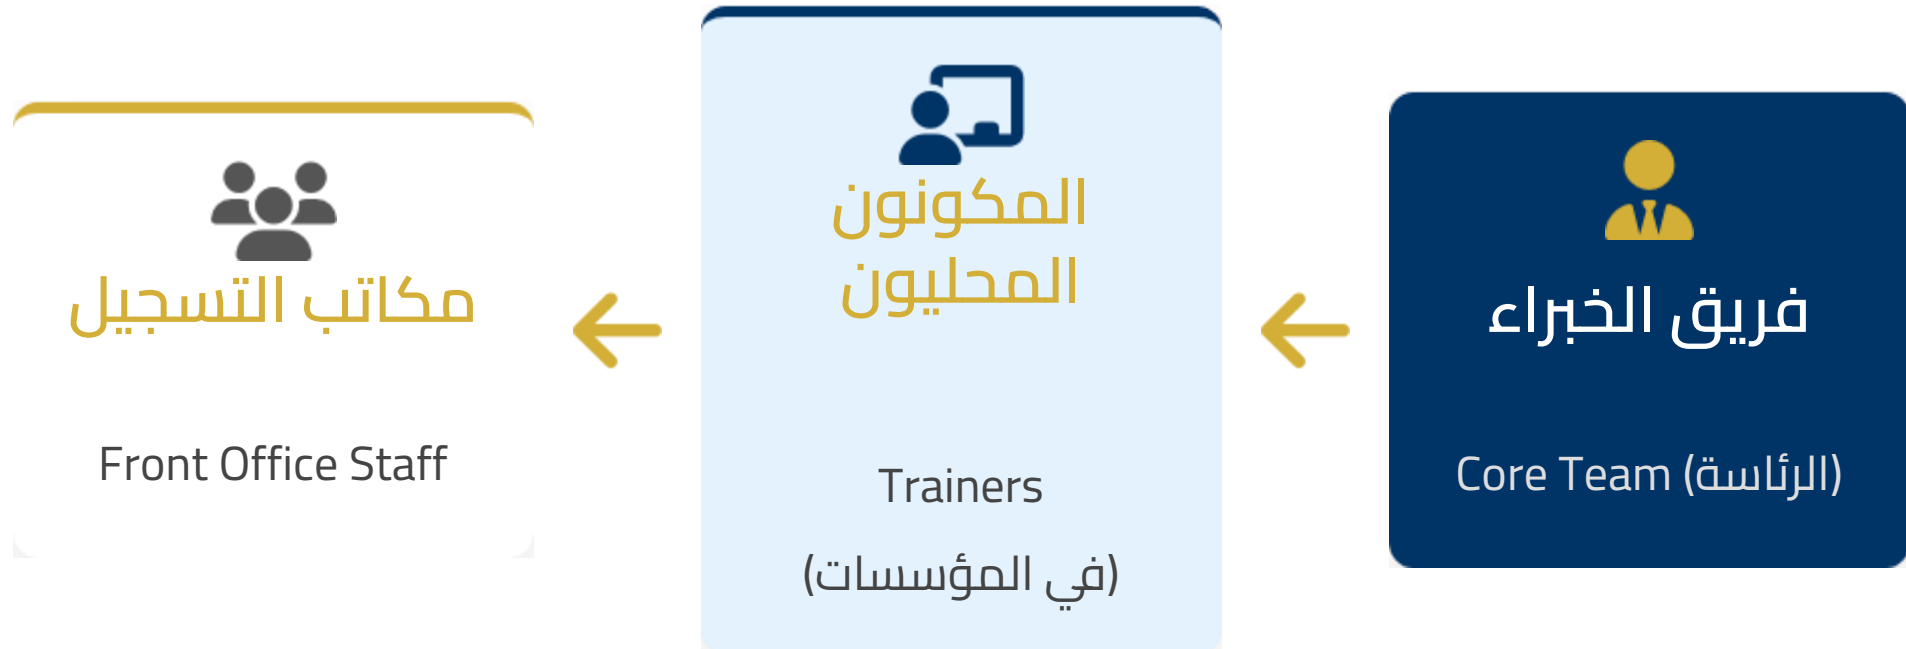 فريق الخبراء
Core Team (الرئاسة)
المكونون
المحليون
Trainers
(في المؤسسات)
مكاتب التسجيل
Front Office Staff